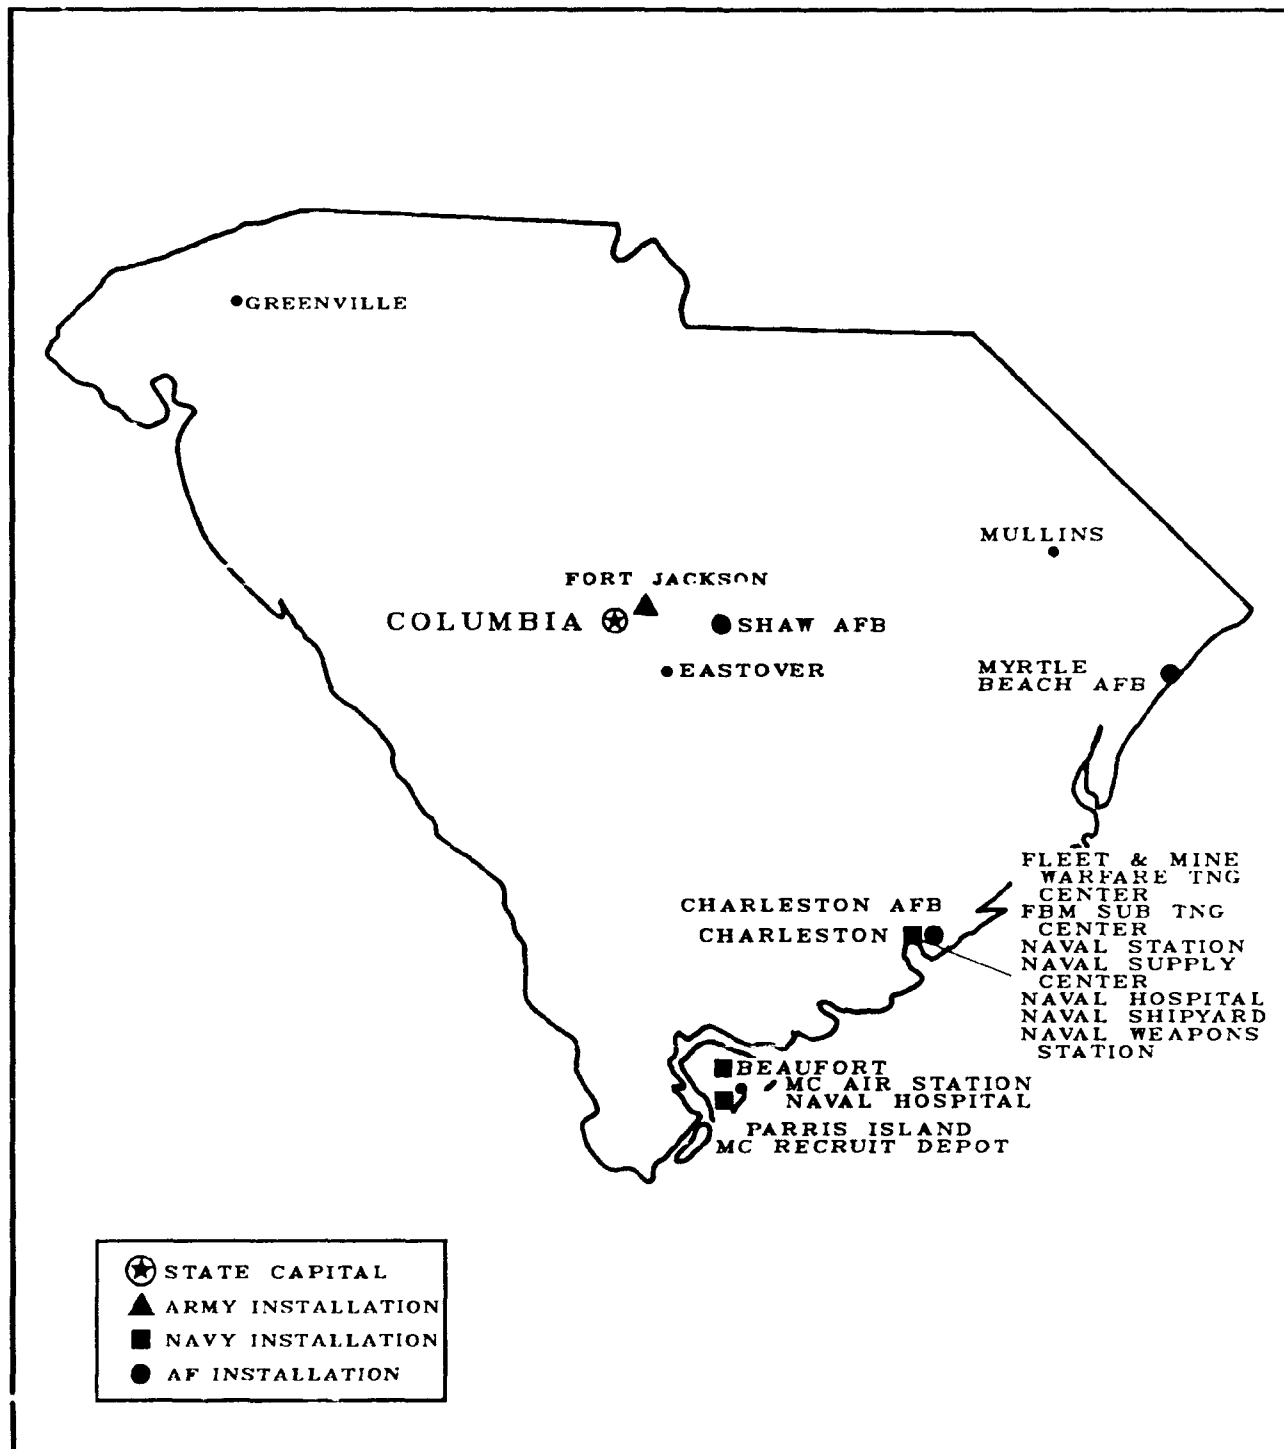 GREENVILLE
MULLINS
FORT JACKSON
COLUMBIA
SHAW AFB
EASTOVER
MYRTLE
BEACH AFB
FLEET & MINE
WARFARE TNG
CENTER
FBM SUB TNG
CENTER
NAVAL STATION
NAVAL SUPPLY
CENTER
NAVAL HOSPITAL
NAVAL SHIPYARD
NAVAL WEAPONS
STATION
CHARLESTON AFB
CHARLESTON
BEAUFORT
MC AIR STATION
NAVAL HOSPITAL
PARRIS ISLAND
MC RECRUIT DEPOT
STATE CAPITAL
ARMY INSTALLATION
NAVY INSTALLATION
AF INSTALLATION